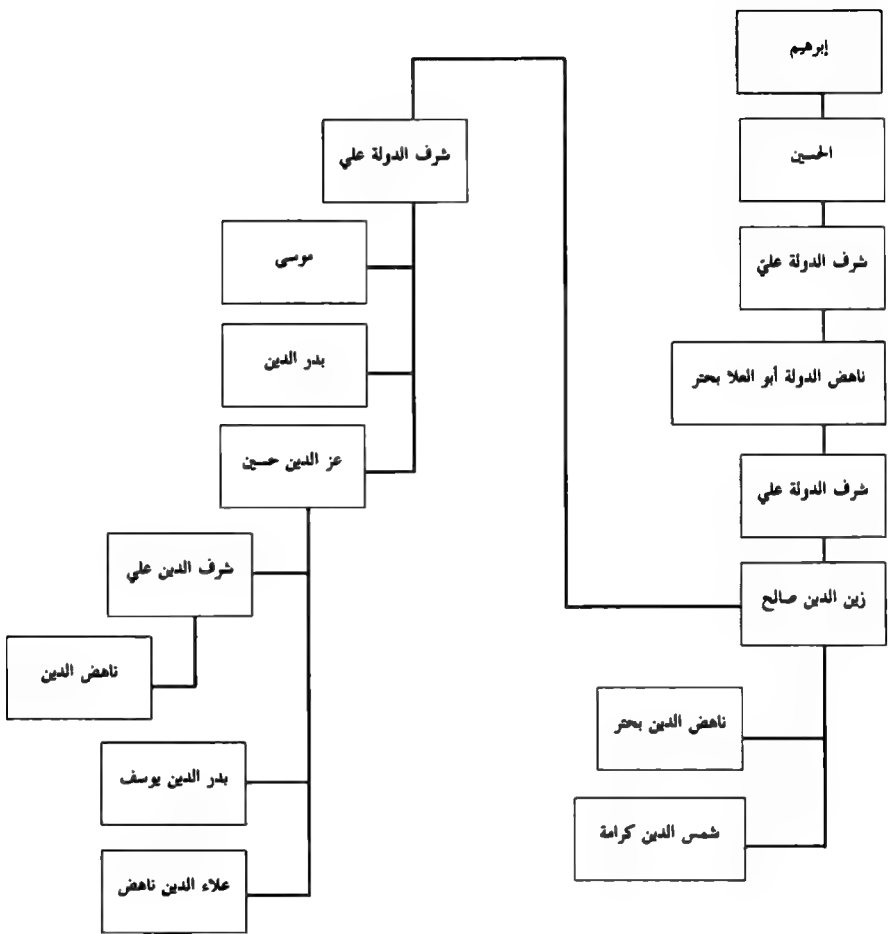 إبرهيم
الحسين
شرف الدولة عليّ
ناهض الدولة أبو العلا بحتر
شرف الدولة علي
زين الدين صالح
ناهض الدين بحتر
شمس الدين كرامة
شرف الدولة علي
موسى
بدر الدين
عز الدين حسين
شرف الدين علي
ناهض الدين
بدر الدين يوسف
علاء الدين ناهض